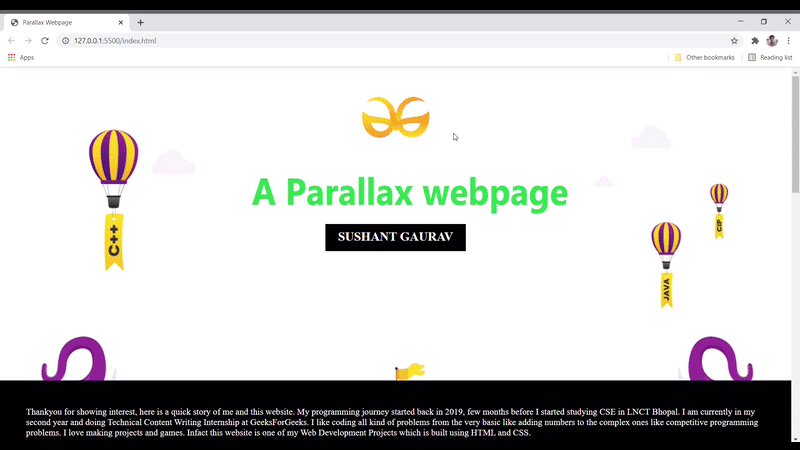 Parallax Webpage
127.0.0.1:5500/index.html
Apps
Other bookmarks
Reading list
A Parallax webpage
SUSHANT GAURAV
C++
CIP
JAVA
Thankyou for showing interest, here is a quick story of me and this website. My programming journey started back in 2019, few months before I started studying CSE in LNCT Bhopal. I am currently in my
second year and doing Technical Content Writing Internship at GeeksForGeeks. I like coding all kind of problems from the very basic like adding numbers to the complex ones like competitive programming
problems. I love making projects and games. Infact this website is one of my Web Development Projects which is built using HTML and CSS.